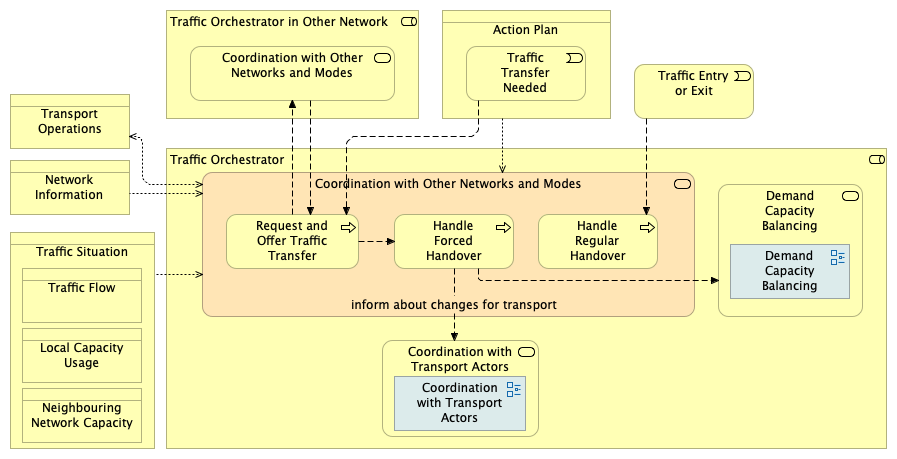 Traffic Orchestrator in Other Network
Coordination with Other
Networks and Modes
Action Plan
Traffic
Transfer
Needed
Traffic Entry
or Exit
Transport
Operations
Network
Information
Traffic Situation
Traffic Flow
Local Capacity
Usage
Neighbouring
Network Capacity
Traffic Orchestrator
Coordination with Other Networks and Modes
Request and
Offer Traffic
Transfer
Handle
Forced
Handover
Handle
Regular
Handover
inform about changes for transport
Demand
Capacity
Balancing
Demand
Capacity
Balancing
Coordination with
Transport Actors
Coordination
with Transport
Actors